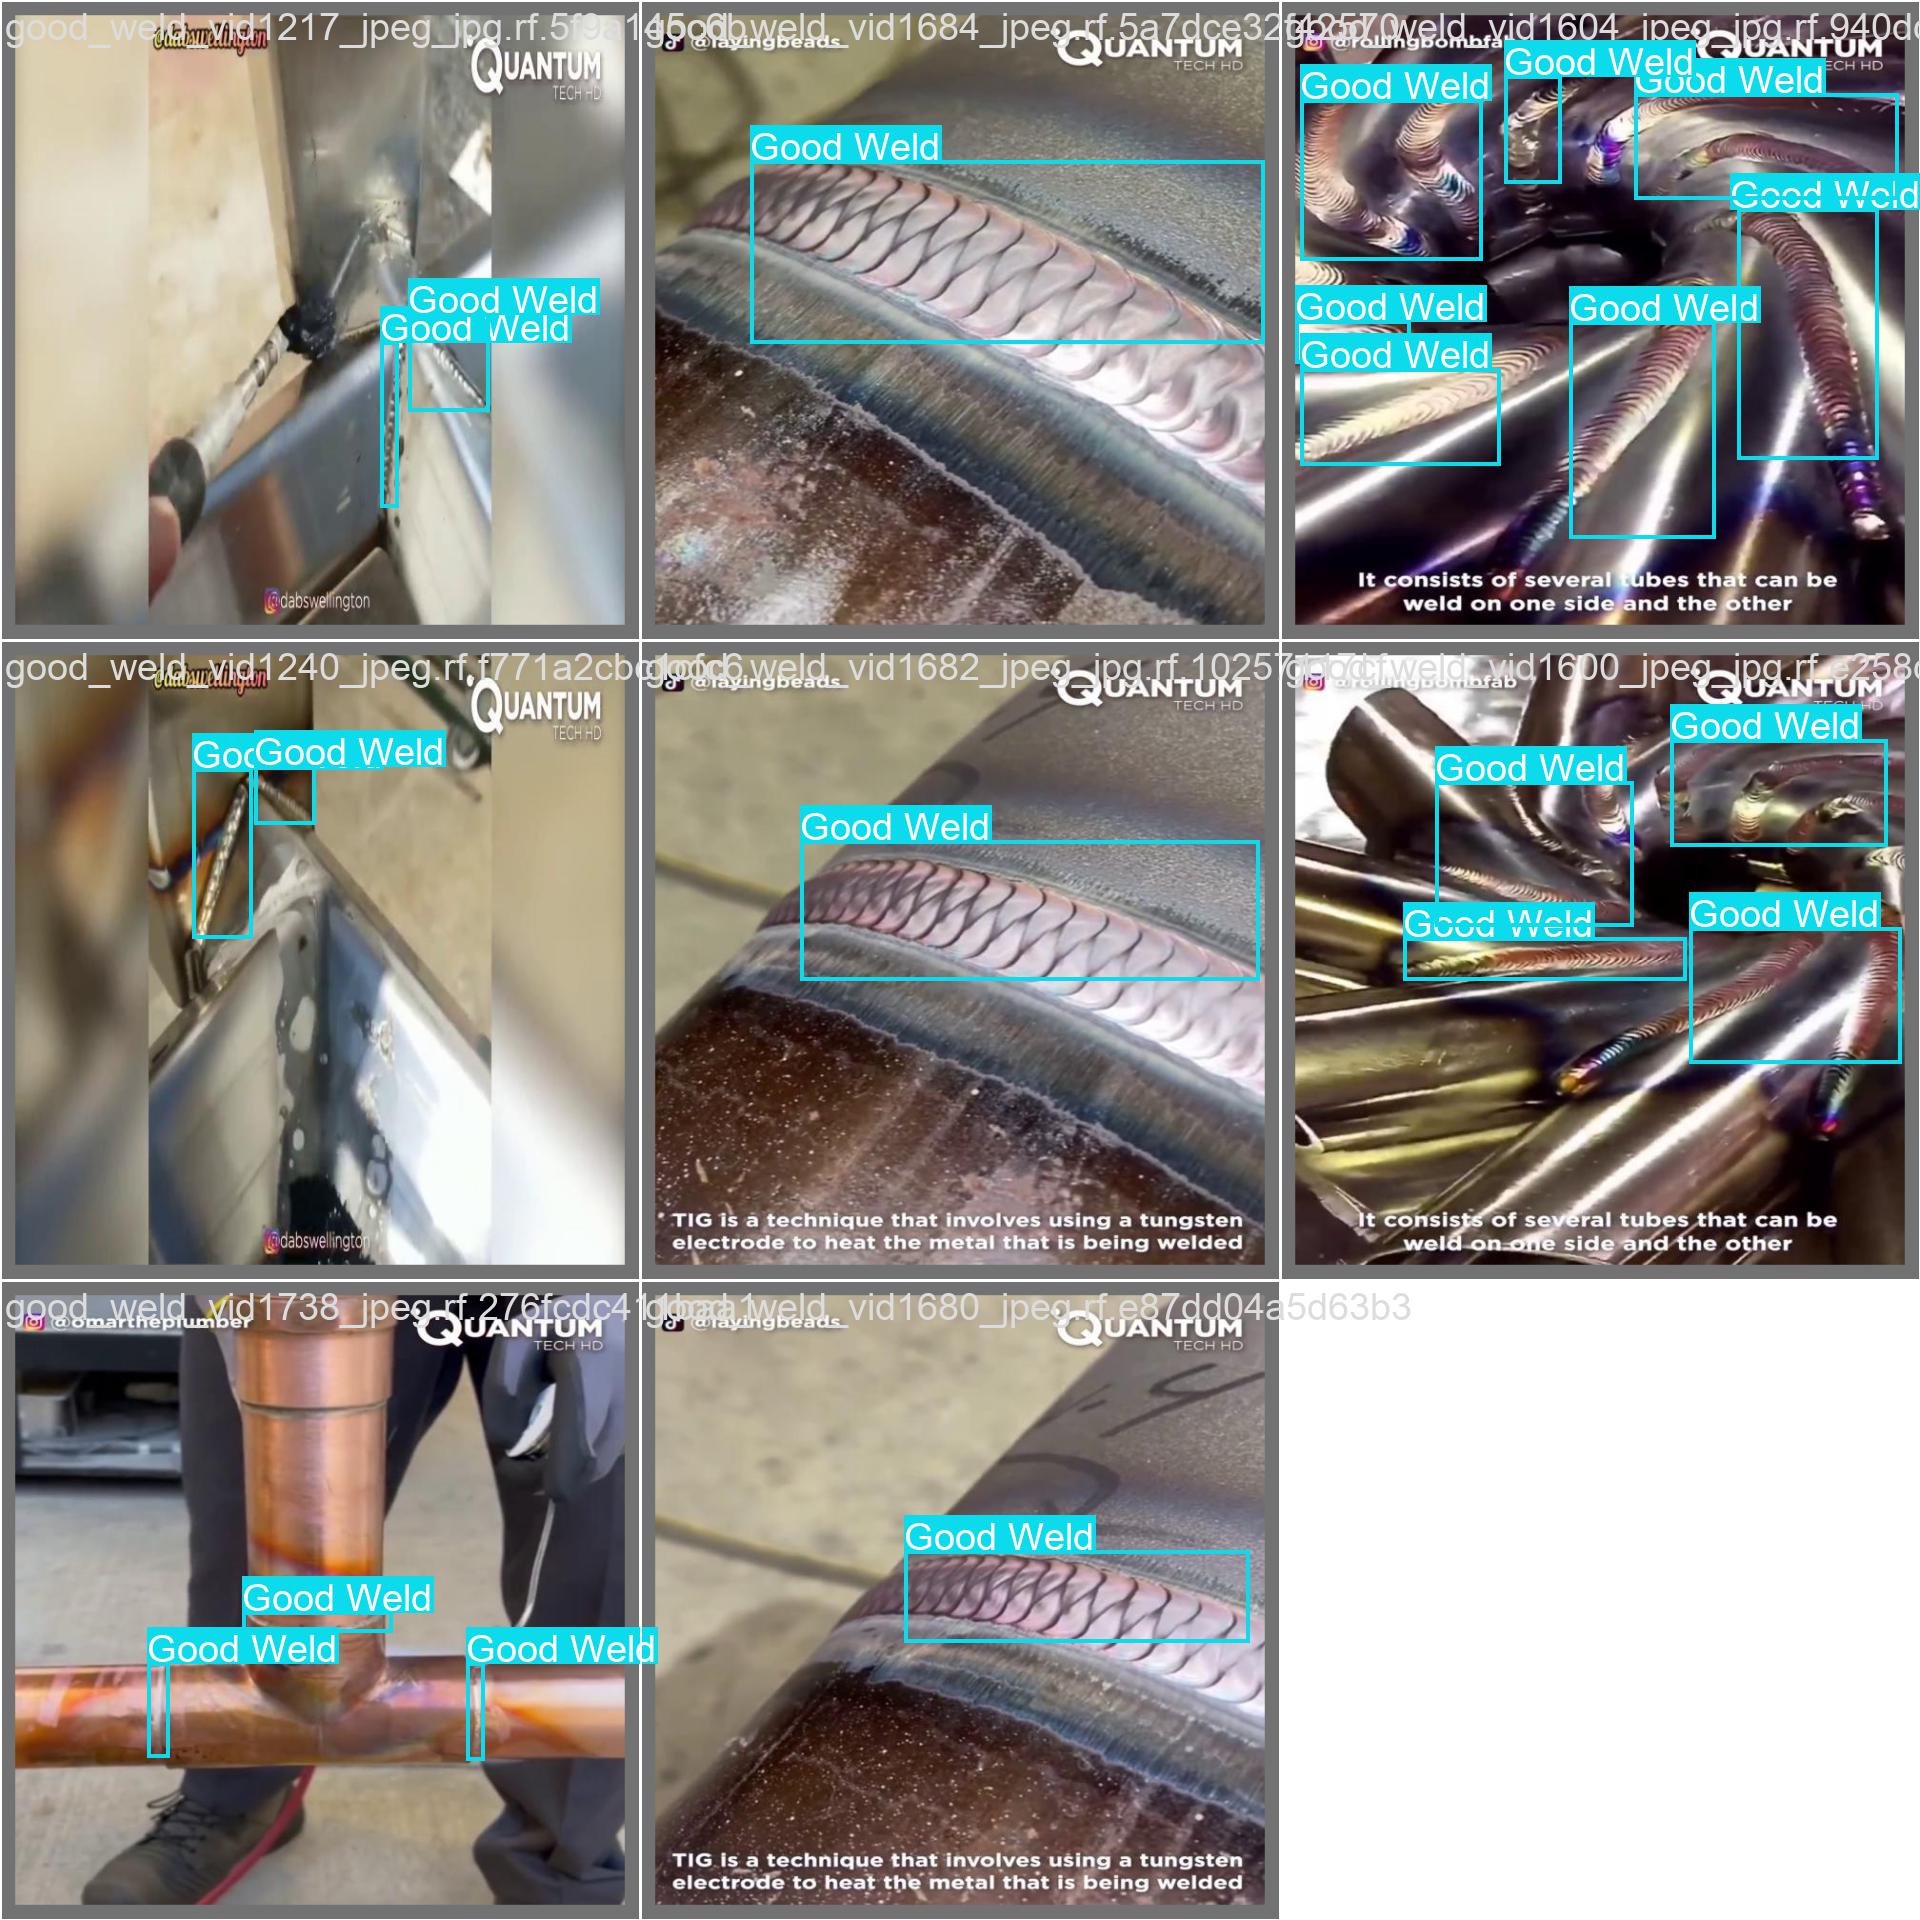 good_weld_vid1217_jpeg_jpg.rf.5f9a145
@dabswellington
QUANTUM
TECH HD
Good Weld
Good Weld
@dabswellington
good_weld_vid1684_jpeg.rf.5a7dce32
@layingbeads
QUANTUM
TECH HD
Good Weld
good_weld_vid1604_jpeg_jpg.rf.940d
@rollingbombfab
QUANTUM
TECH HD
Good Weld
Good Weld
Good Weld
Good Weld
Good Weld
Good Weld
Good Weld
It consists of several tubes that can be
weld on one side and the other
good_weld_vid1240_jpeg.rf.f771a2cb
@dabswellington
QUANTUM
TECH HD
Good Weld
Good Weld
@dabswellington
good_weld_vid1682_jpeg_jpg.rf.10257
@layingbeads
QUANTUM
TECH HD
Good Weld
TIG is a technique that involves using a tungsten
electrode to heat the metal that is being welded
good_weld_vid1600_jpeg_jpg.rf.e258
@rollingbombfab
QUANTUM
TECH HD
Good Weld
Good Weld
Good Weld
Good Weld
It consists of several tubes that can be
weld on one side and the other
good_weld_vid1738_jpeg.rf.276fcdc41
@omartheplumber
QUANTUM
TECH HD
Good Weld
Good Weld
Good Weld
good_weld_vid1680_jpeg.rf.e87dd04a5d63b3
@layingbeads
QUANTUM
TECH HD
Good Weld
TIG is a technique that involves using a tungsten
electrode to heat the metal that is being welded